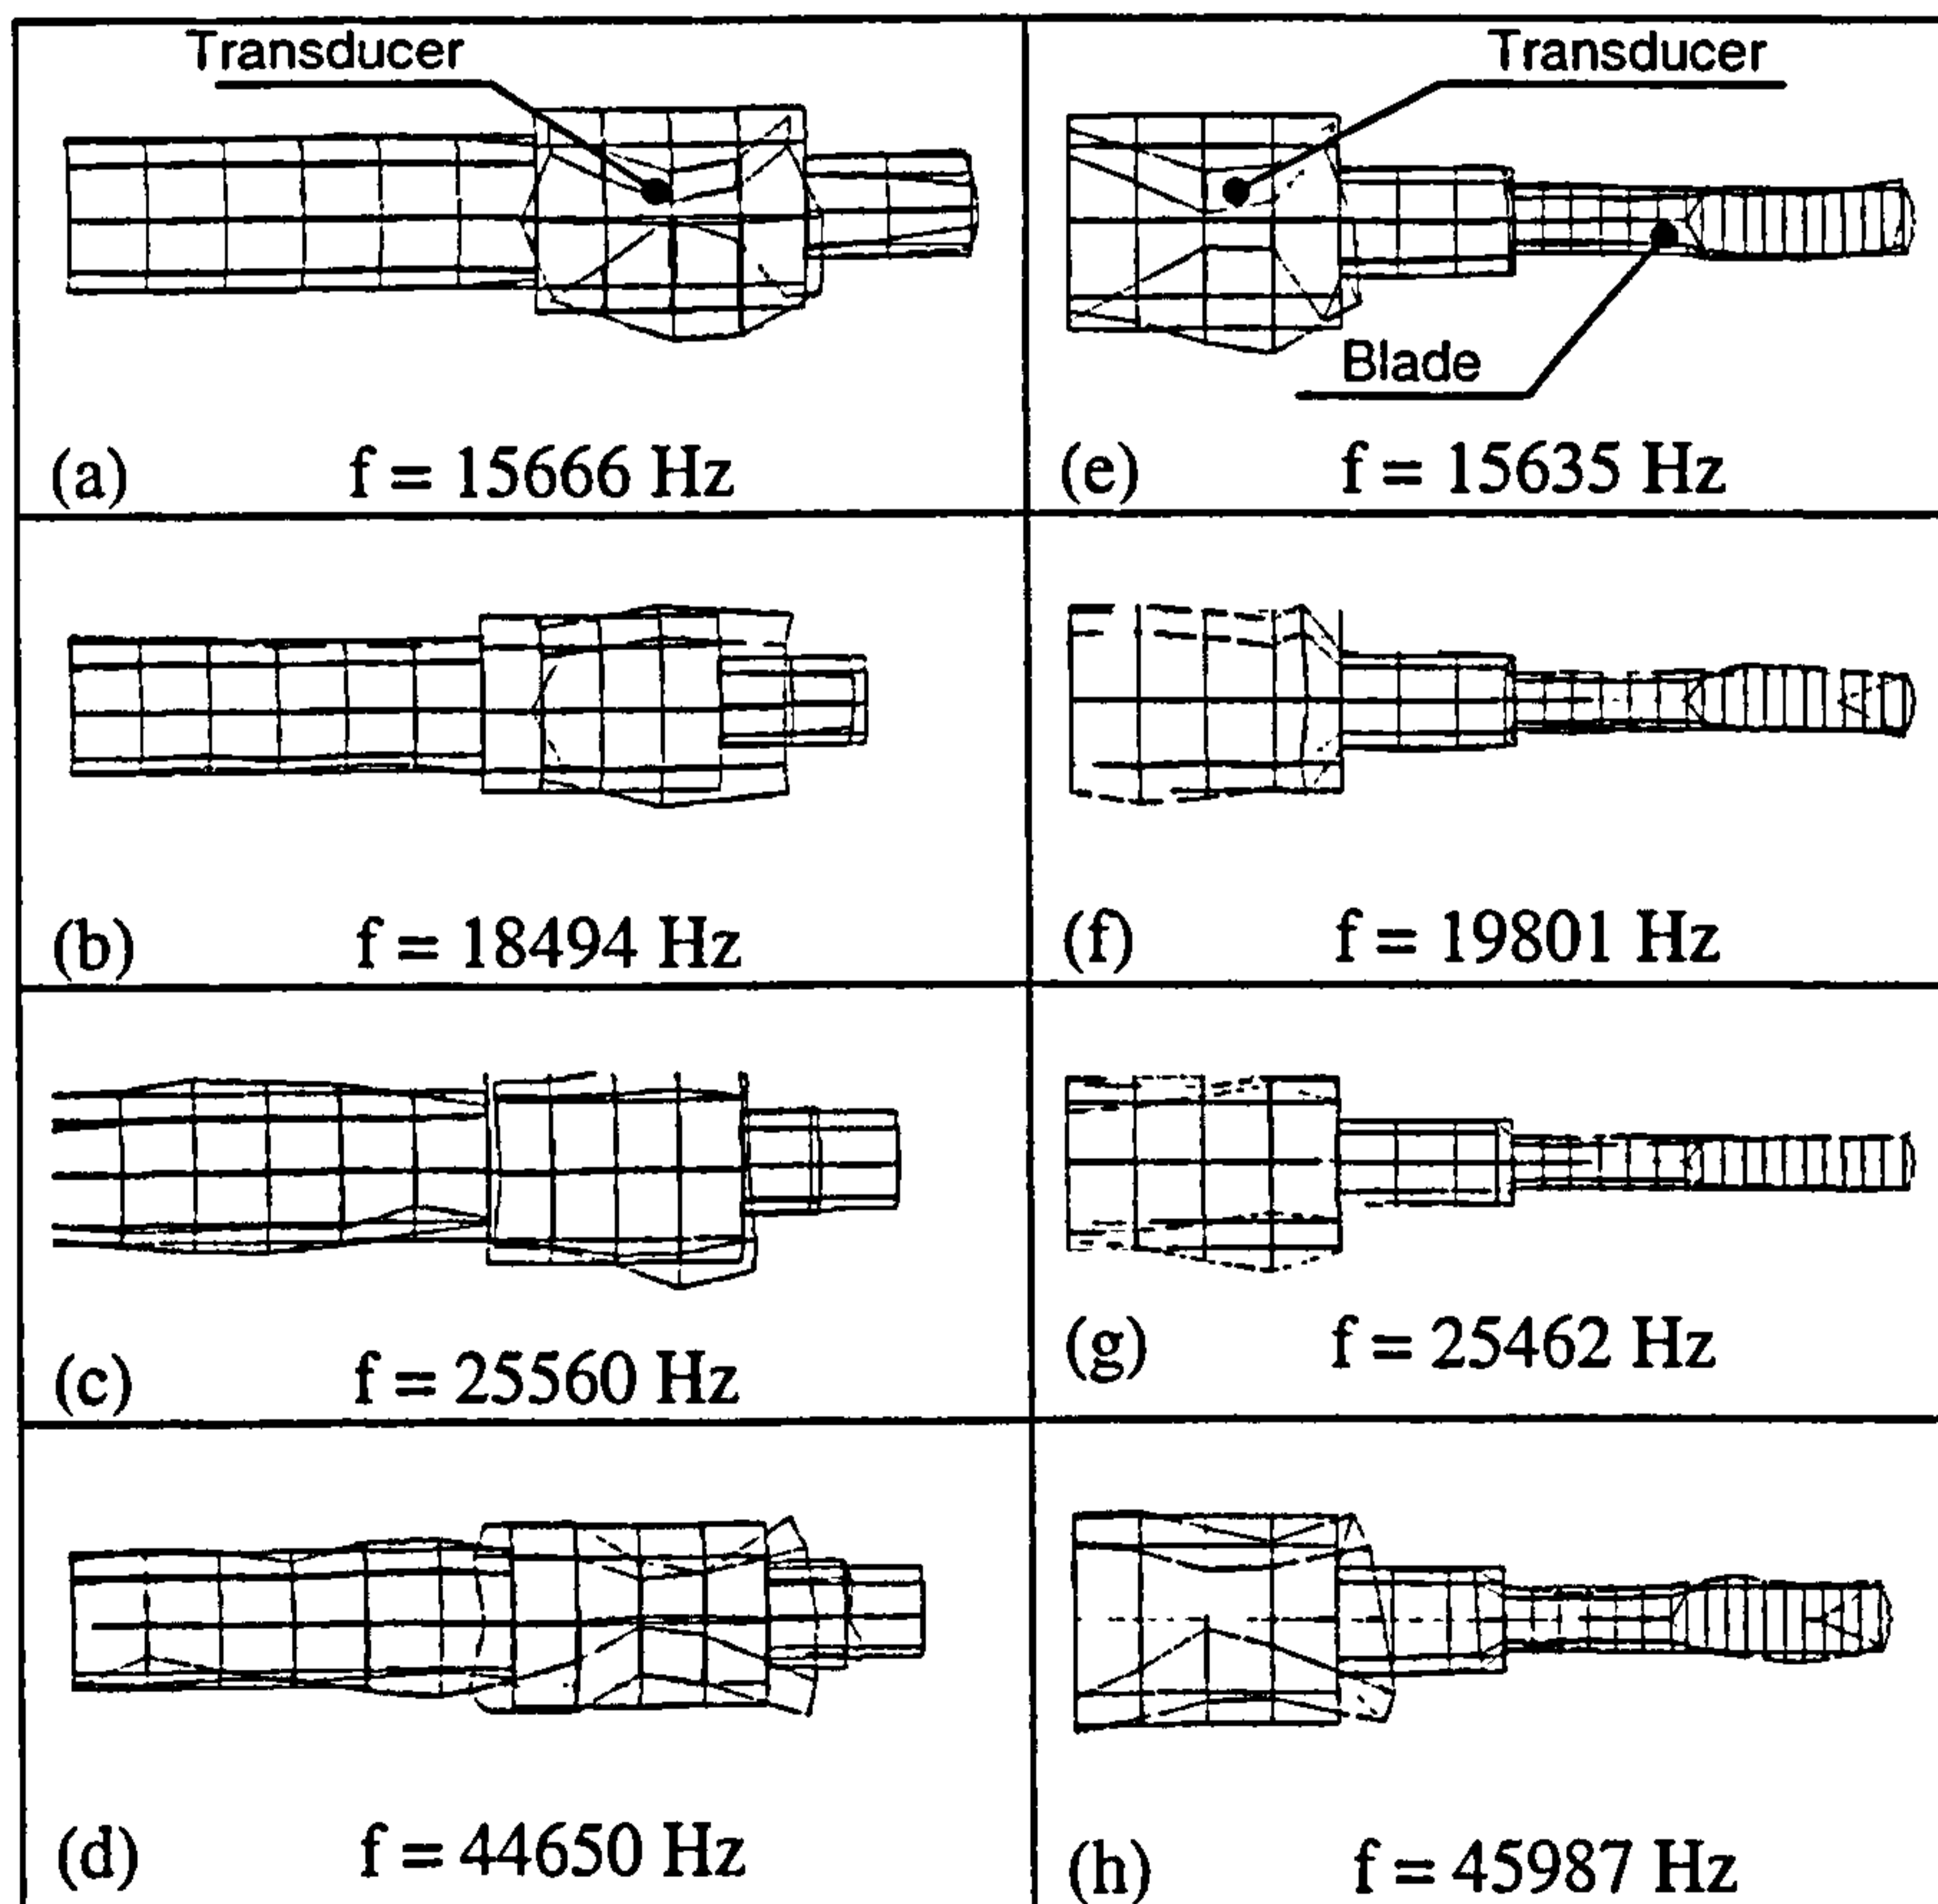 Transducer
(a) f = 15666 Hz
(b) f = 18494 Hz
(c) f = 25560 Hz
(d) f = 44650 Hz
Transducer
Blade
(e) f = 15635 Hz
(f) f = 19801 Hz
(g) f = 25462 Hz
(h) f = 45987 Hz